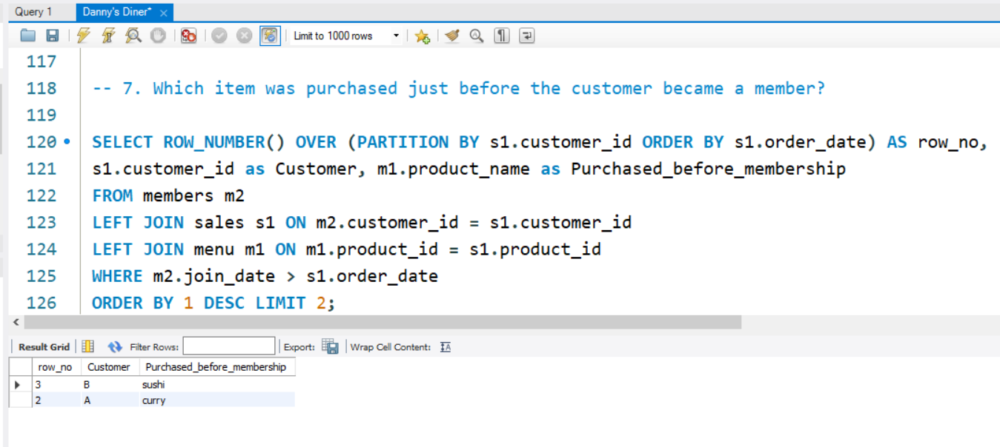 Query 1 Danny's Diner*
Limit to 1000 rows
117
118 -- 7. Which item was purchased just before the customer became a member?
119
120 SELECT ROW_NUMBER() OVER (PARTITION BY s1.customer_id ORDER BY s1.order_date) AS row_no,
121 s1.customer_id as Customer, m1.product_name as Purchased_before_membership
122 FROM members m2
123 LEFT JOIN sales s1 ON m2.customer_id = s1.customer_id
124 LEFT JOIN menu m1 ON m1.product_id = s1.product_id
125 WHERE m2.join_date > s1.order_date
126 ORDER BY 1 DESC LIMIT 2;
Result Grid Filter Rows: Export: Wrap Cell Content: IA
row_no Customer Purchased_before_membership
3 B sushi
2 A curry